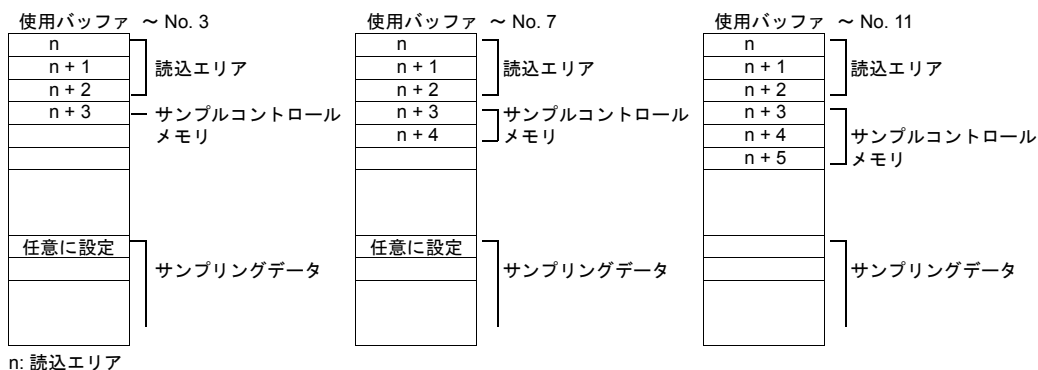 使用バッファ ～ No. 3
n
n + 1
n + 2
n + 3
読込エリア
サンプルコントロール
メモリ
任意に設定
サンプリングデータ
使用バッファ ～ No. 7
n
n + 1
n + 2
n + 3
n + 4
読込エリア
サンプルコントロール
メモリ
任意に設定
サンプリングデータ
使用バッファ ～ No. 11
n
n + 1
n + 2
n + 3
n + 4
n + 5
読込エリア
サンプルコントロール
メモリ
サンプリングデータ
n: 読込エリア